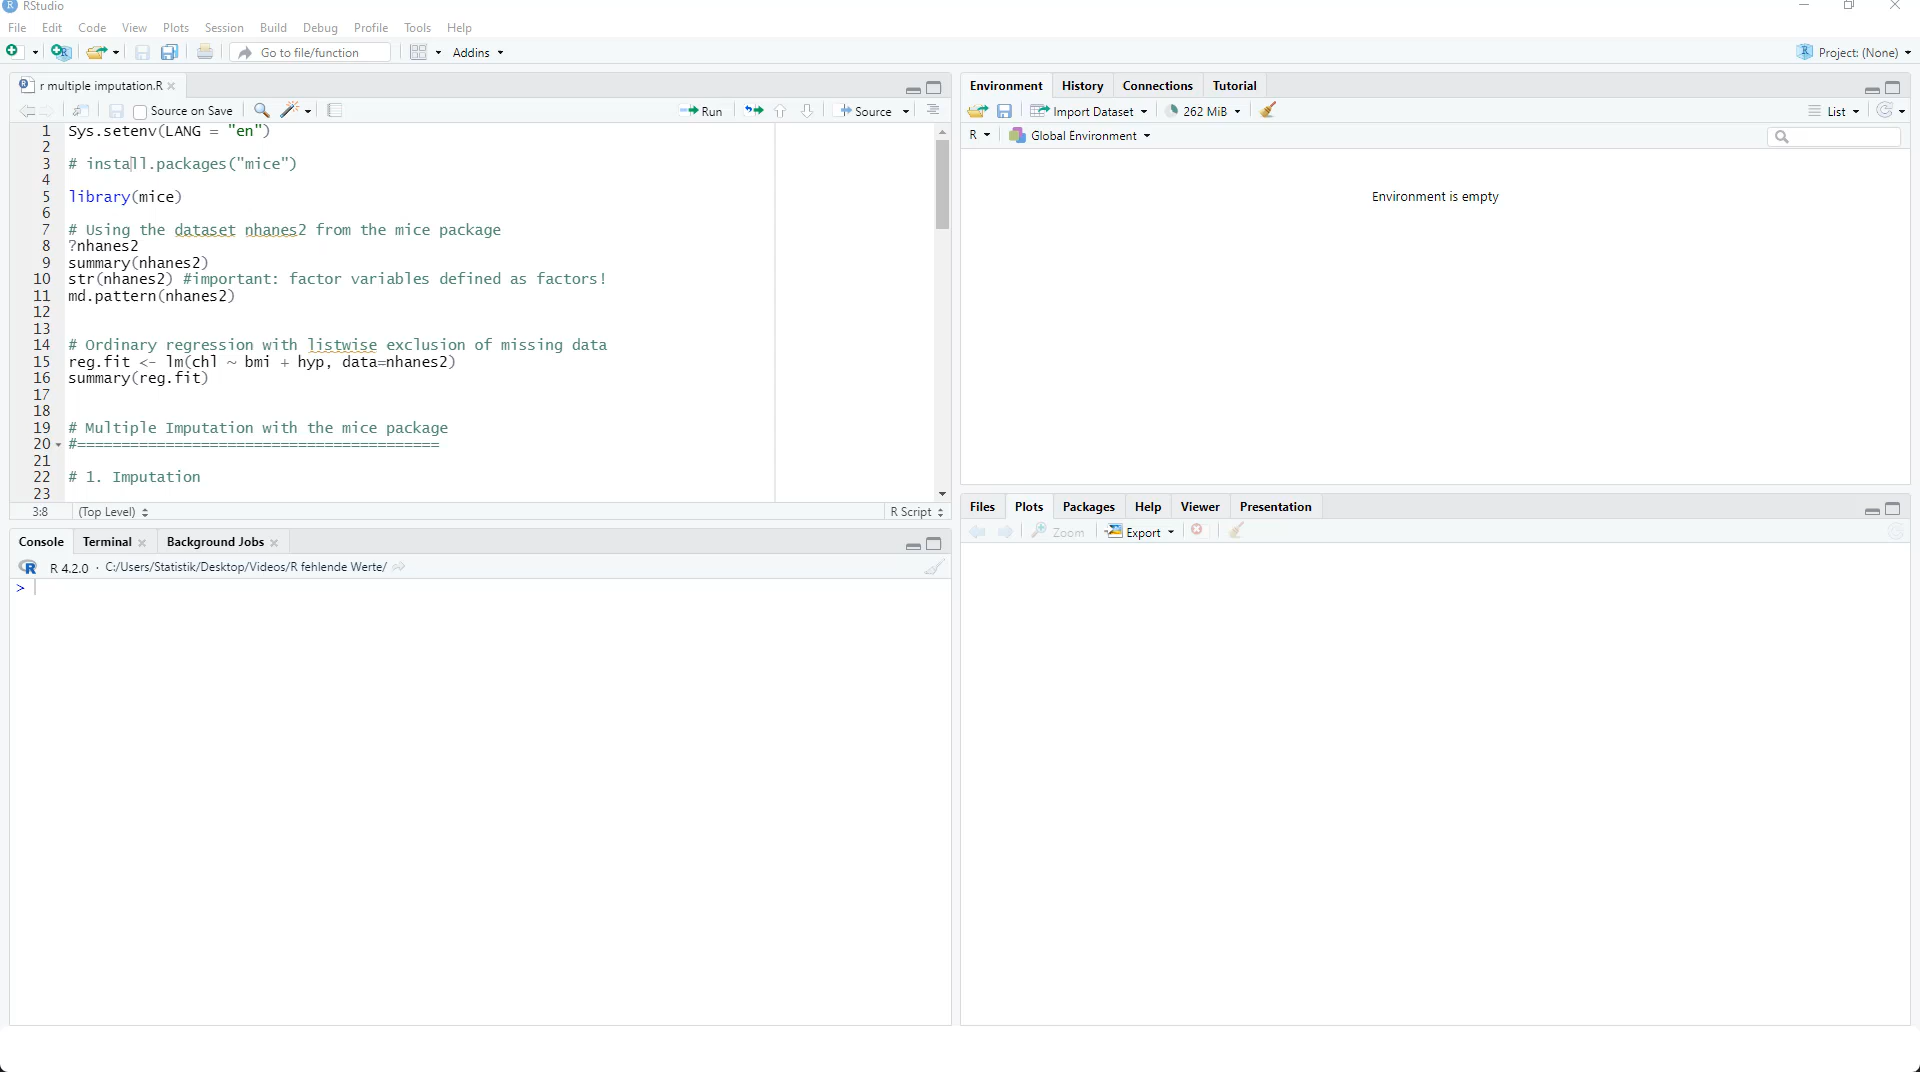 RStudio
File Edit Code View Plots Session Build Debug Profile Tools Help
Go to file/function Addins Project: (None)
r multiple imputation.R
Source on Save Run Source
1 Sys.setenv(LANG = "en")
2
3 # install.packages("mice")
4
5 library(mice)
6
7 # Using the dataset nhanes2 from the mice package
8 ?nhanes2
9 summary(nhanes2)
10 str(nhanes2) #important: factor variables defined as factors!
11 md.pattern(nhanes2)
12
13
14 # Ordinary regression with listwise exclusion of missing data
15 reg.fit <- lm(chl ~ bmi + hyp, data=nhanes2)
16 summary(reg.fit)
17
18
19 # Multiple Imputation with the mice package
20 #=========================================
21
22 # 1. Imputation
23
3:8 (Top Level) R Script
Console Terminal Background Jobs
R 4.2.0 · C:/Users/Statistik/Desktop/Videos/R fehlende Werte/
>
Environment History Connections Tutorial
Import Dataset 262 MiB List
R Global Environment
Environment is empty
Files Plots Packages Help Viewer Presentation
Zoom Export